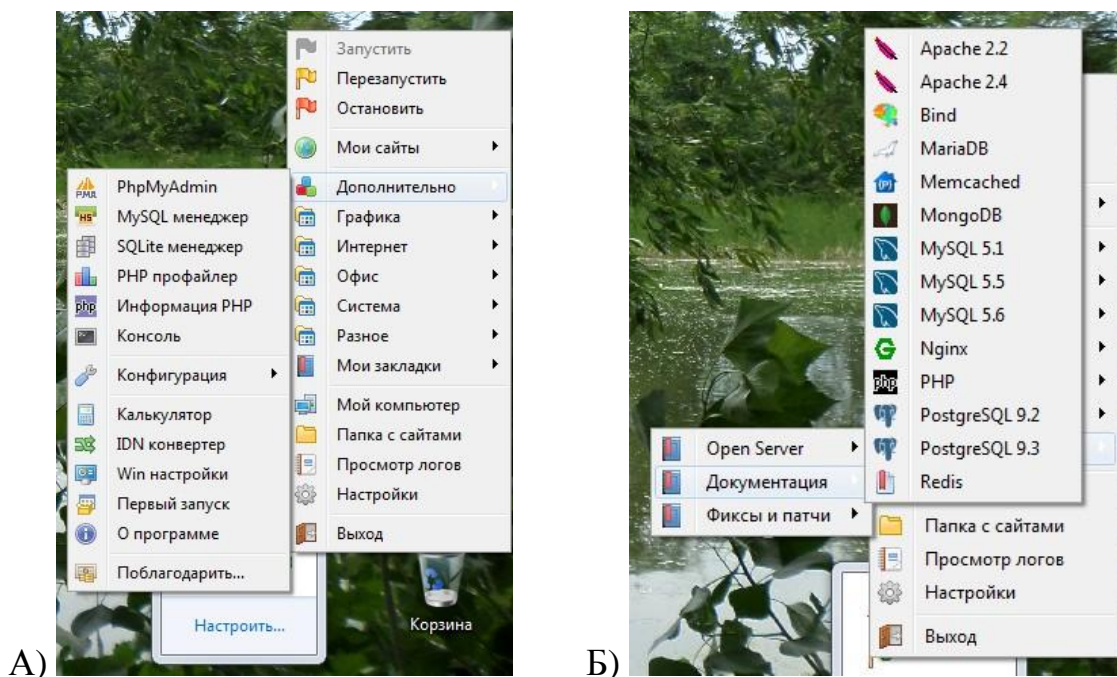 Запустить
Перезапустить
Остановить
Мои сайты
Дополнительно
Графика
Интернет
Офис
Система
Разное
Мои закладки
Мой компьютер
Папка с сайтами
Просмотр логов
Настройки
Выход
PMA PhpMyAdmin
HS MySQL менеджер
SQLite менеджер
PHP профайлер
php Информация PHP
Консоль
Конфигурация
Калькулятор
IDN конвертер
Win настройки
Первый запуск
О программе
Поблагодарить...
Настроить...
Корзина
А)
Apache 2.2
Apache 2.4
Bind
MariaDB
Memcached
MongoDB
MySQL 5.1
MySQL 5.5
MySQL 5.6
Nginx
php PHP
PostgreSQL 9.2
PostgreSQL 9.3
Redis
Open Server
Документация
Фиксы и патчи
Папка с сайтами
Просмотр логов
Настройки
Выход
Б)